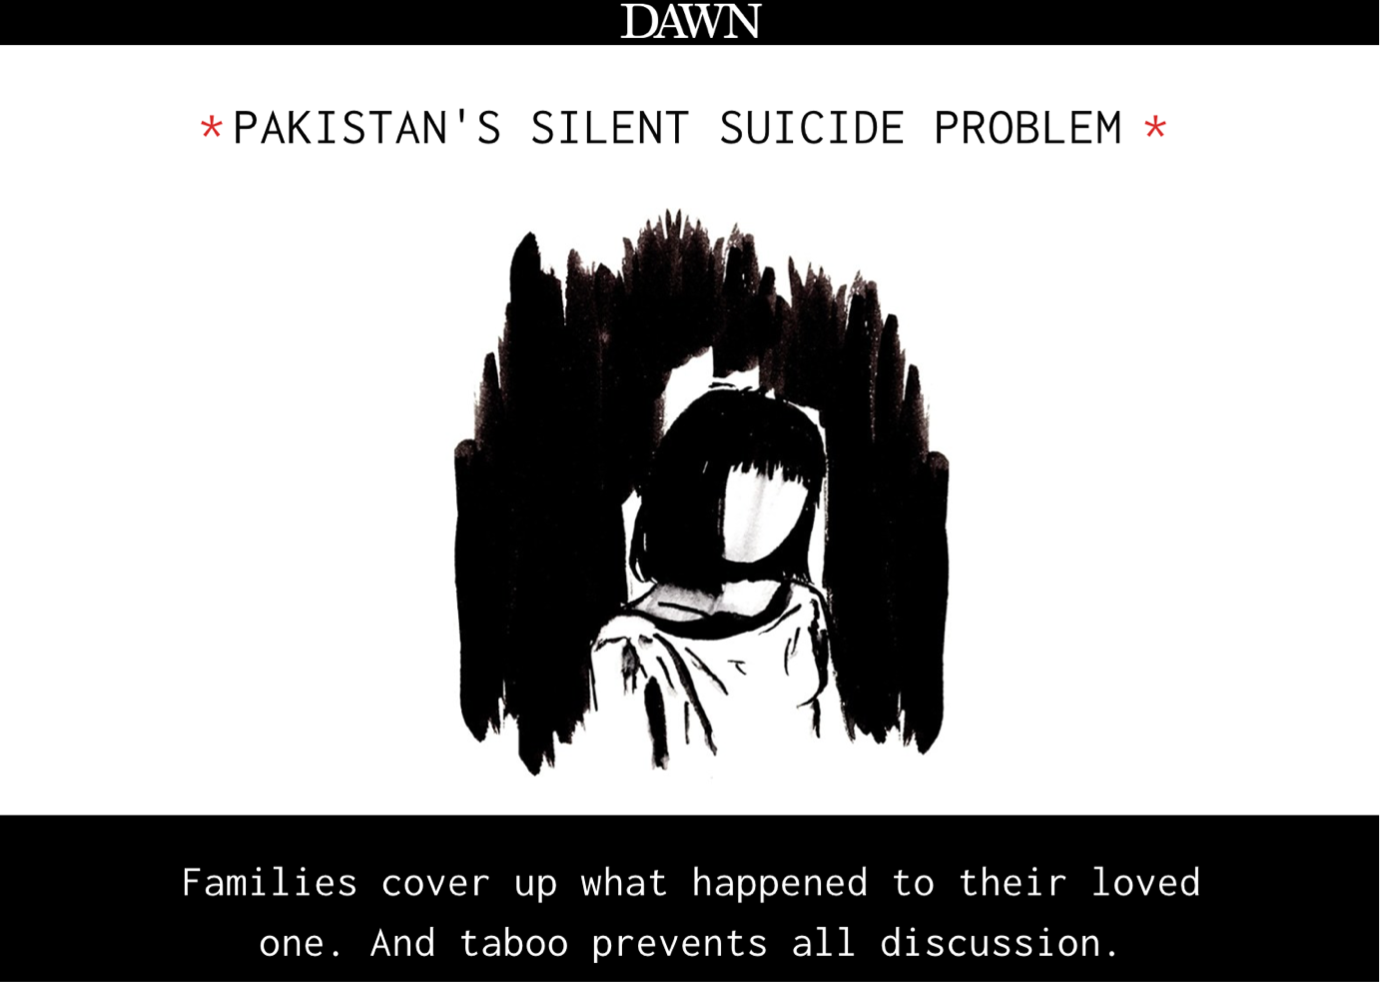 DAWN
*PAKISTAN'S SILENT SUICIDE PROBLEM *
Families cover up what happened to their loved
one. And taboo prevents all discussion.